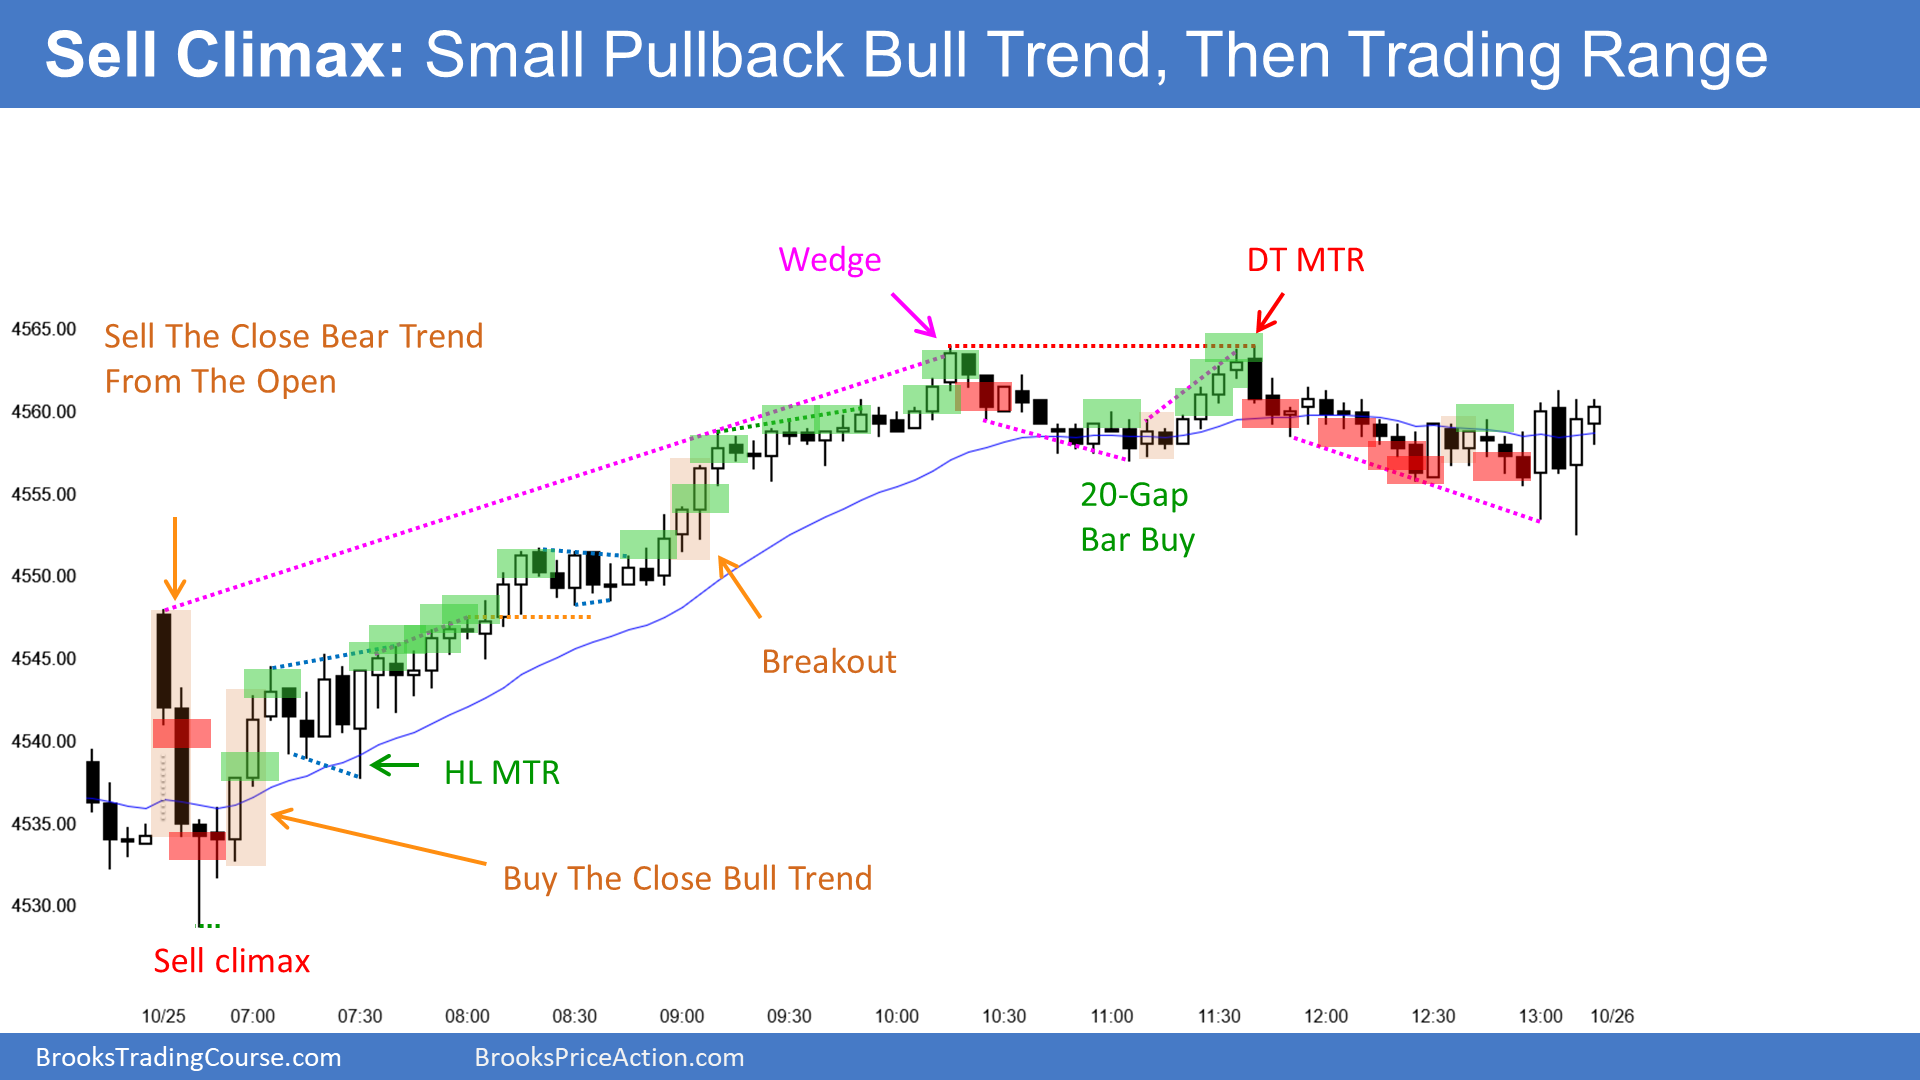 Sell Climax: Small Pullback Bull Trend, Then Trading Range
Wedge
DT MTR
4565.00
Sell The Close Bear Trend
From The Open
4560.00
4555.00
20-Gap
Bar Buy
4550.00
Breakout
4545.00
4540.00
HL MTR
4535.00
Buy The Close Bull Trend
4530.00
Sell climax
10/25 07:00 07:30 08:00 08:30 09:00 09:30 10:00 10:30 11:00 11:30 12:00 12:30 13:00 10/26
BrooksTradingCourse.com BrooksPriceAction.com